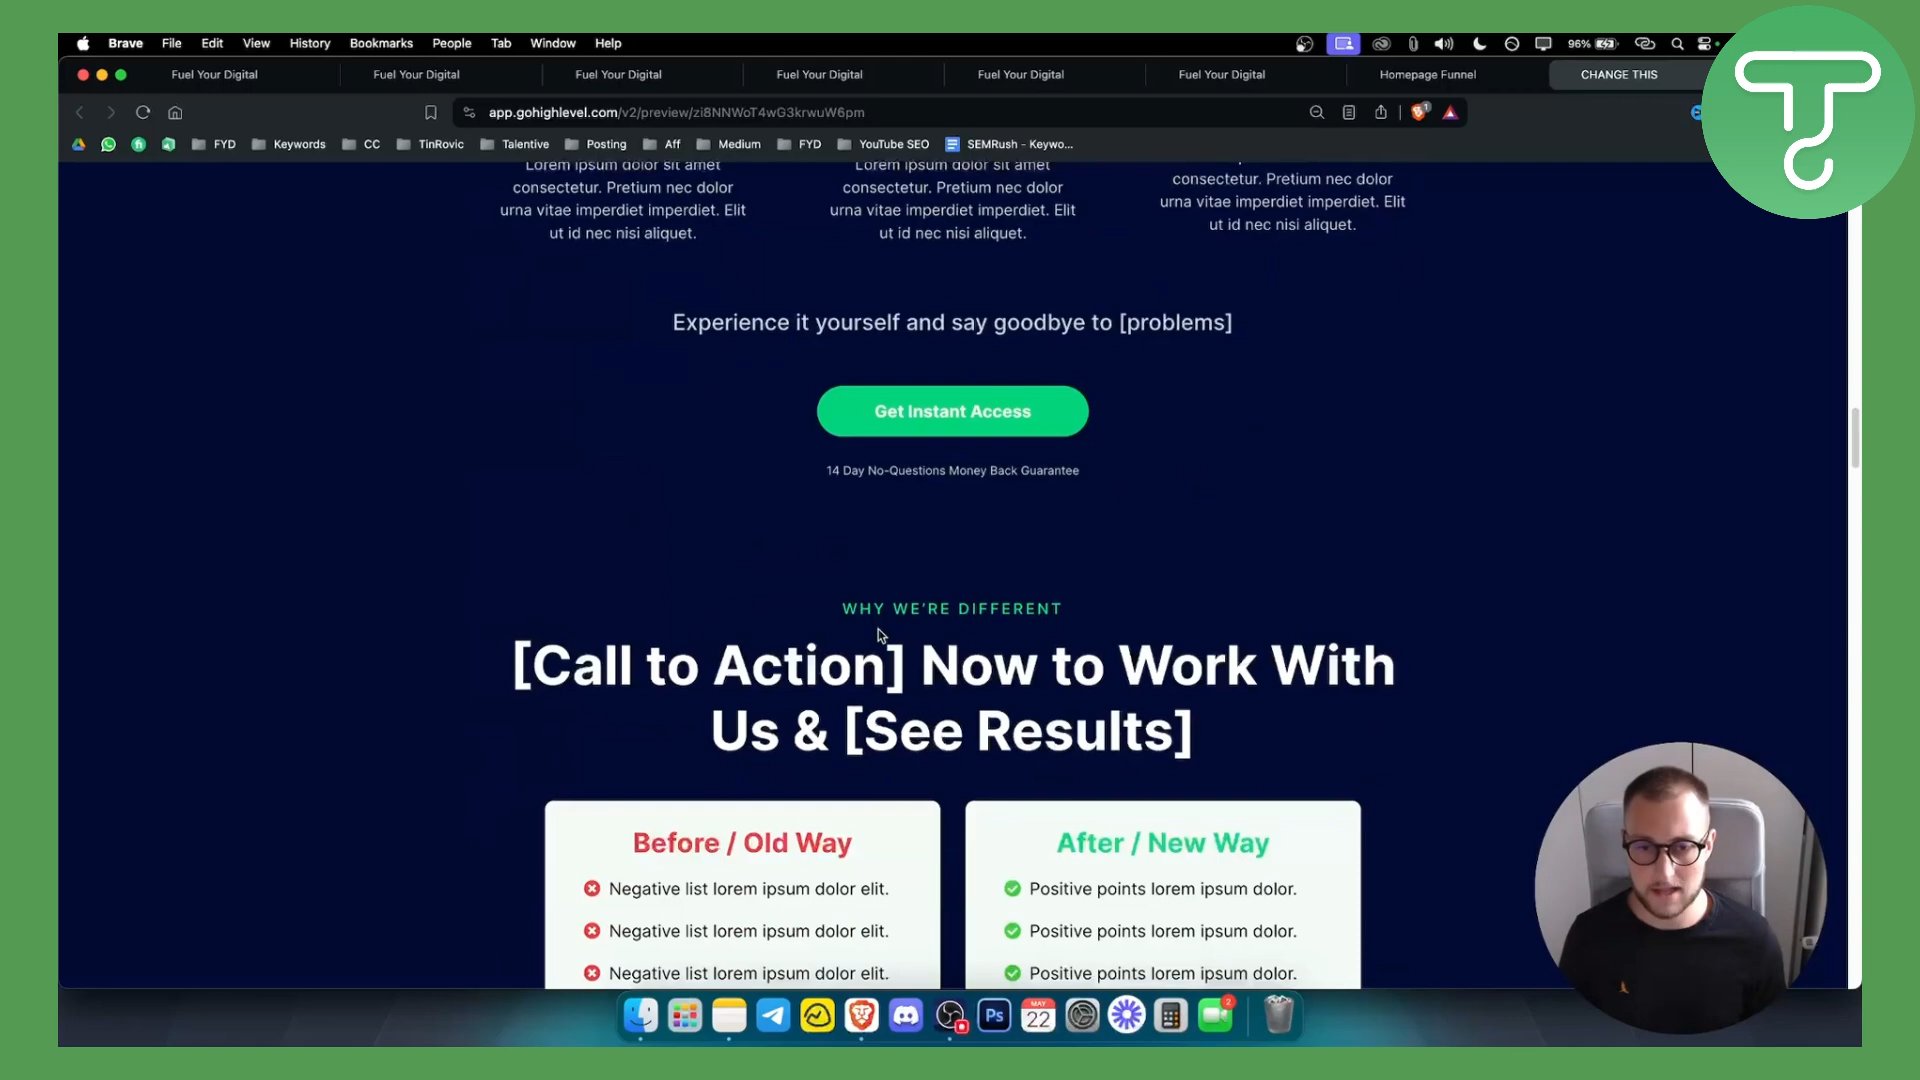 Brave File Edit View History Bookmarks People Tab Window Help 96%
Fuel Your Digital Fuel Your Digital Fuel Your Digital Fuel Your Digital Fuel Your Digital Fuel Your Digital Homepage Funnel CHANGE THIS
app.gohighlevel.com/v2/preview/zi8NNWoT4wG3krwuW6pm 1
FYD Keywords CC TinRovic Talentive Posting Aff Medium FYD YouTube SEO SEMRush - Keywo...
Lorem ipsum dolor sit amet
consectetur. Pretium nec dolor
urna vitae imperdiet imperdiet. Elit
ut id nec nisi aliquet.
Lorem ipsum dolor sit amet
consectetur. Pretium nec dolor
urna vitae imperdiet imperdiet. Elit
ut id nec nisi aliquet.
consectetur. Pretium nec dolor
urna vitae imperdiet imperdiet. Elit
ut id nec nisi aliquet.
Experience it yourself and say goodbye to [problems]
Get Instant Access
14 Day No-Questions Money Back Guarantee
WHY WE'RE DIFFERENT
[Call to Action] Now to Work With
Us & [See Results]
Before / Old Way
Negative list lorem ipsum dolor elit.
Negative list lorem ipsum dolor elit.
Negative list lorem ipsum dolor elit.
After / New Way
Positive points lorem ipsum dolor.
Positive points lorem ipsum dolor.
Positive points lorem ipsum dolor.
Ps
MAY
22
2